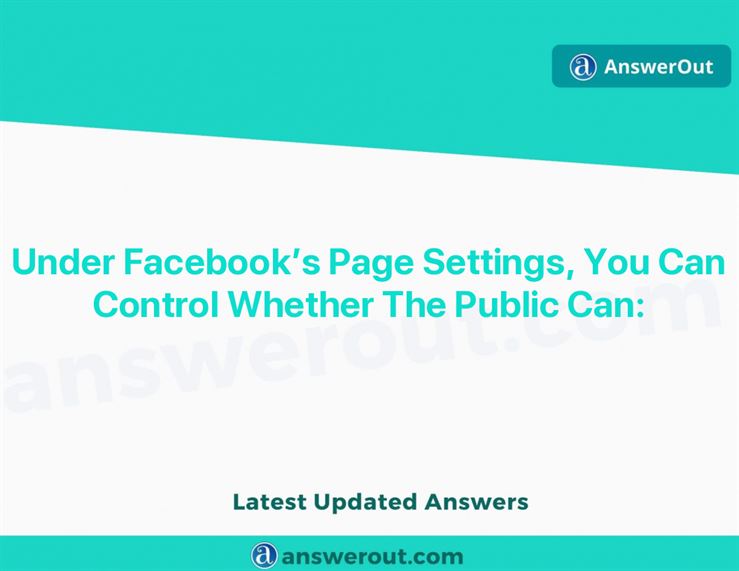 AnswerOut
Under Facebook’s Page Settings, You Can
Control Whether The Public Can:
answerout.com
Latest Updated Answers
answerout.com